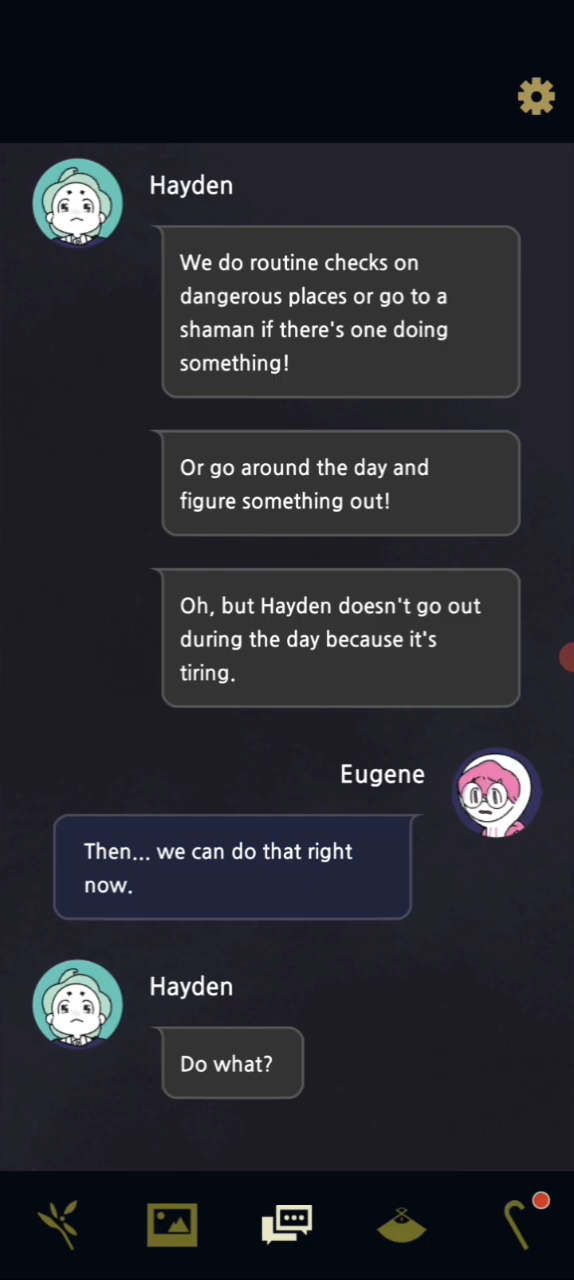 Hayden
We do routine checks on
dangerous places or go to a
shaman if there's one doing
something!
Or go around the day and
figure something out!
Oh, but Hayden doesn't go out
during the day because it's
tiring.
Eugene
Then... we can do that right
now.
Hayden
Do what?